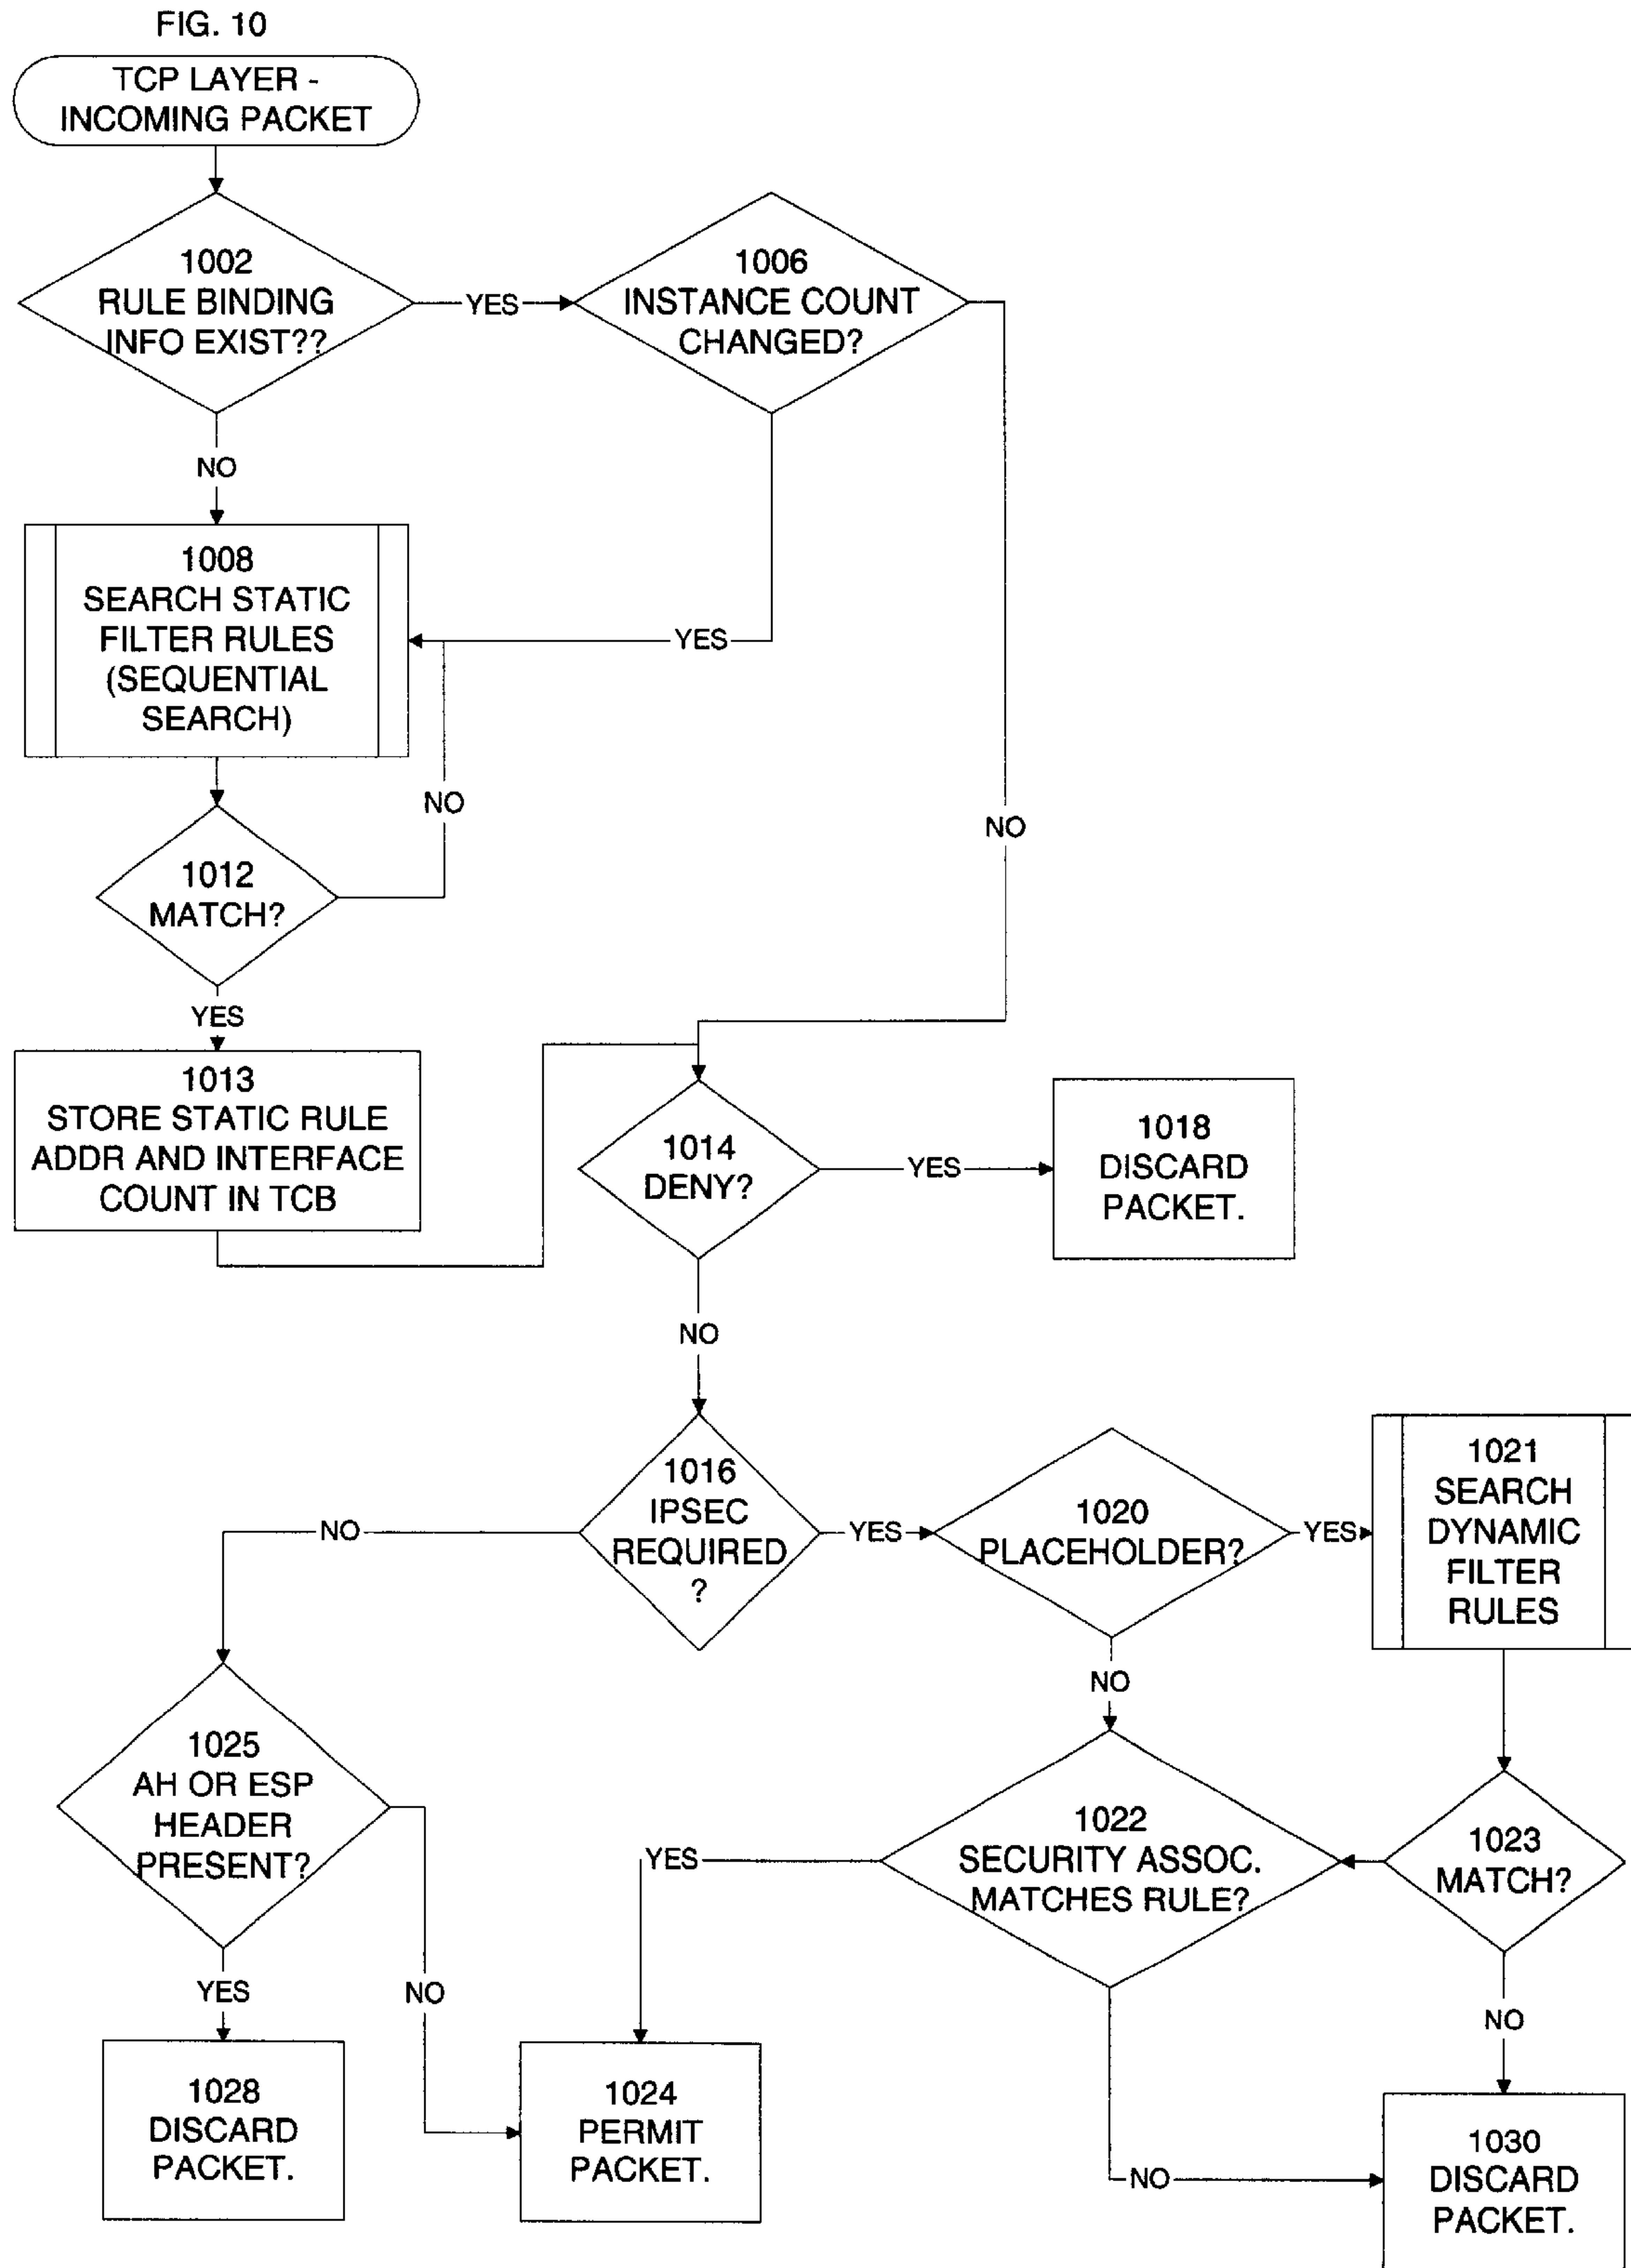 FIG. 10
TCP LAYER -
INCOMING PACKET
1002
RULE BINDING
INFO EXIST??
YES
1006
INSTANCE COUNT
CHANGED?
NO
1008
SEARCH STATIC
FILTER RULES
(SEQUENTIAL
SEARCH)
YES
NO
NO
1012
MATCH?
YES
1013
STORE STATIC RULE
ADDR AND INTERFACE
COUNT IN TCB
1014
DENY?
YES
1018
DISCARD
PACKET.
NO
1016
IPSEC
REQUIRED
?
NO
YES
1020
PLACEHOLDER?
YES
1021
SEARCH
DYNAMIC
FILTER
RULES
NO
1025
AH OR ESP
HEADER
PRESENT?
1022
SECURITY ASSOC.
MATCHES RULE?
YES
1023
MATCH?
YES
NO
NO
1028
DISCARD
PACKET.
1024
PERMIT
PACKET.
NO
1030
DISCARD
PACKET.